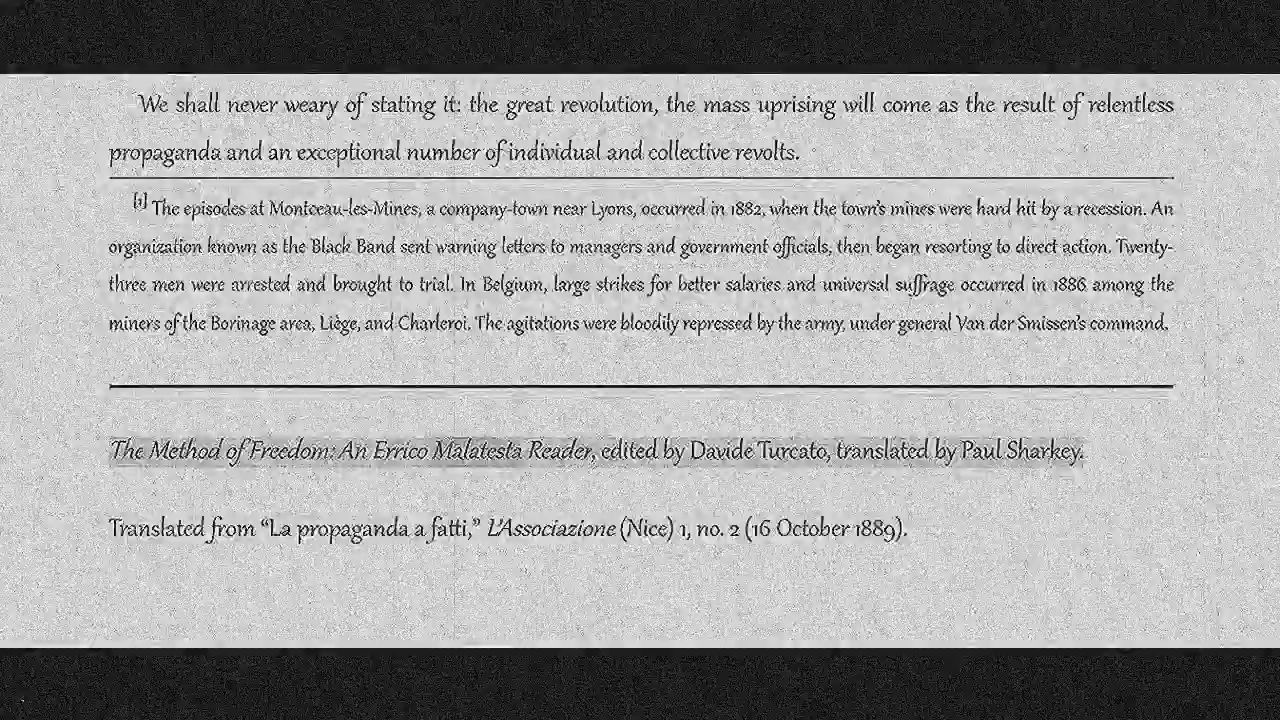 We shall never weary of stating it: the great revolution, the mass uprising will come as the result of relentless
propaganda and an exceptional number of individual and collective revolts.
[1] The episodes at Montceau-les-Mines, a company-town near Lyons, occurred in 1882, when the town's mines were hard hit by a recession. An
organization known as the Black Band sent warning letters to managers and government officials, then began resorting to direct action. Twenty-
three men were arrested and brought to trial. In Belgium, large strikes for better salaries and universal suffrage occurred in 1886 among the
miners of the Borinage area, Liège, and Charleroi. The agitations were bloodily repressed by the army, under general Van der Smissen's command.
The Method of Freedom: An Errico Malatesta Reader, edited by Davide Turcato, translated by Paul Sharkey.
Translated from “La propaganda a fatti,” L'Associazione (Nice) 1, no. 2 (16 October 1889).